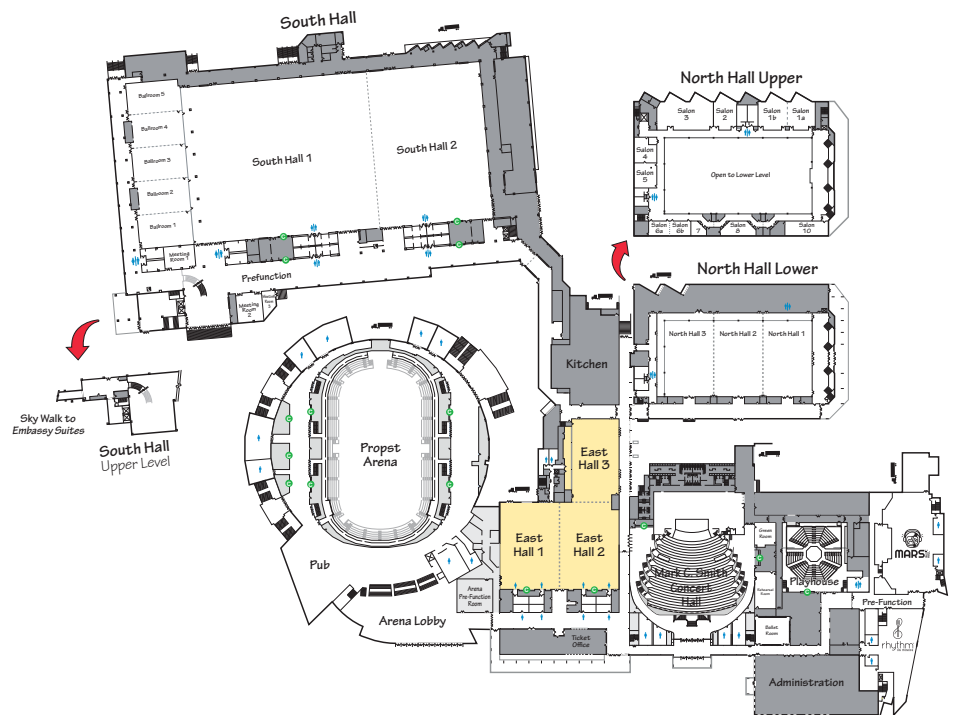 South Hall
Ballroom 5
Ballroom 4
Ballroom 3
Ballroom 2
Ballroom 1
South Hall 1
South Hall 2
Meeting
Room 1
Prefunction
Meeting
Room 2
Sky Walk to
Embassy Suites
South Hall
Upper Level
North Hall Upper
Salon
3
Salon
2
Salon
1b
Salon
1a
Salon
4
Salon
5
Open to Lower Level
Salon
6a
Salon
6b
7
Salon
8
Salon
10
North Hall Lower
North Hall 3
North Hall 2
North Hall 1
Kitchen
Propst
Arena
Pub
Arena Lobby
Arena
Pre-Function
Room
East
Hall 3
East
Hall 1
East
Hall 2
Ticket
Office
Mark C. Smith
Concert
Hall
Green
Room
Rehearsal Room
Ballet
Room
Playhouse
MARS
Pre-Function
rhythm
Administration